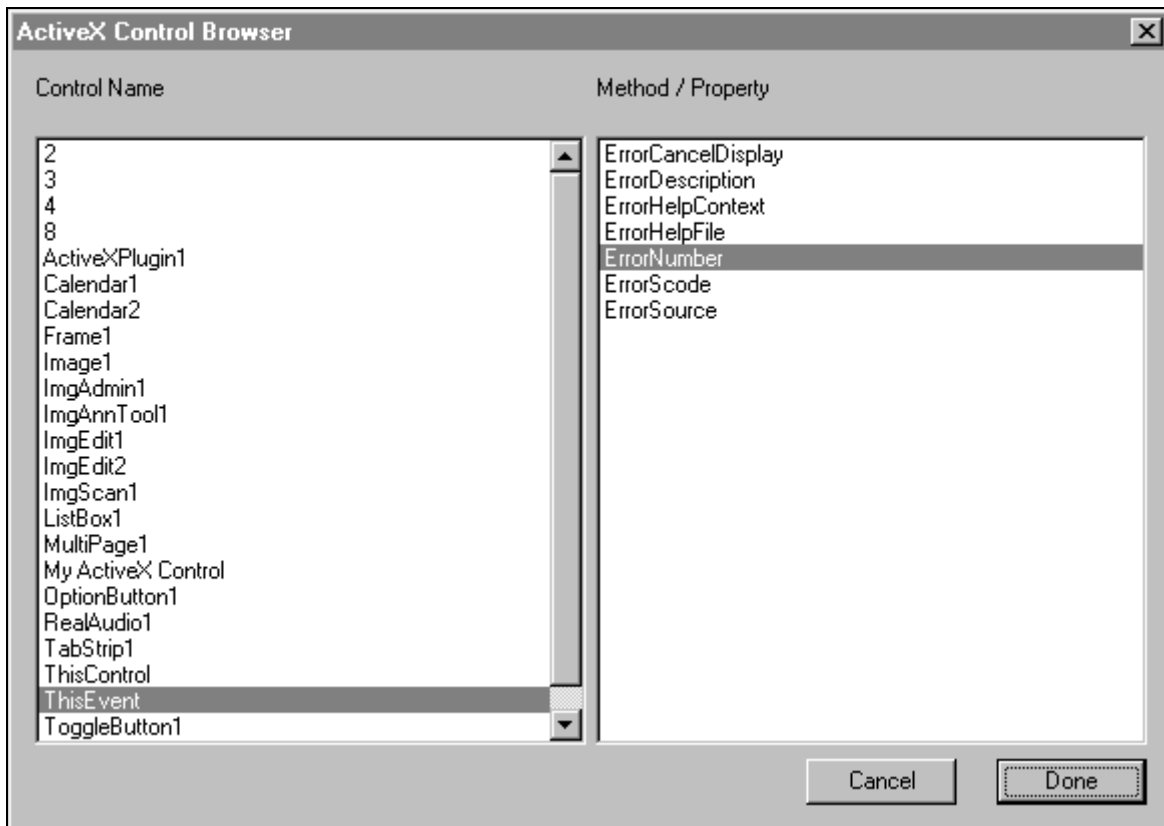 ActiveX Control Browser
Control Name
Method / Property
2
3
4
8
ActiveXPlugin1
Calendar1
Calendar2
Frame1
Image1
ImgAdmin1
ImgAnnTool1
ImgEdit1
ImgEdit2
ImgScan1
ListBox1
MultiPage1
My ActiveX Control
OptionButton1
RealAudio1
TabStrip1
ThisControl
ThisEvent
ToggleButton1
ErrorCancelDisplay
ErrorDescription
ErrorHelpContext
ErrorHelpFile
ErrorNumber
ErrorScode
ErrorSource
Cancel
Done